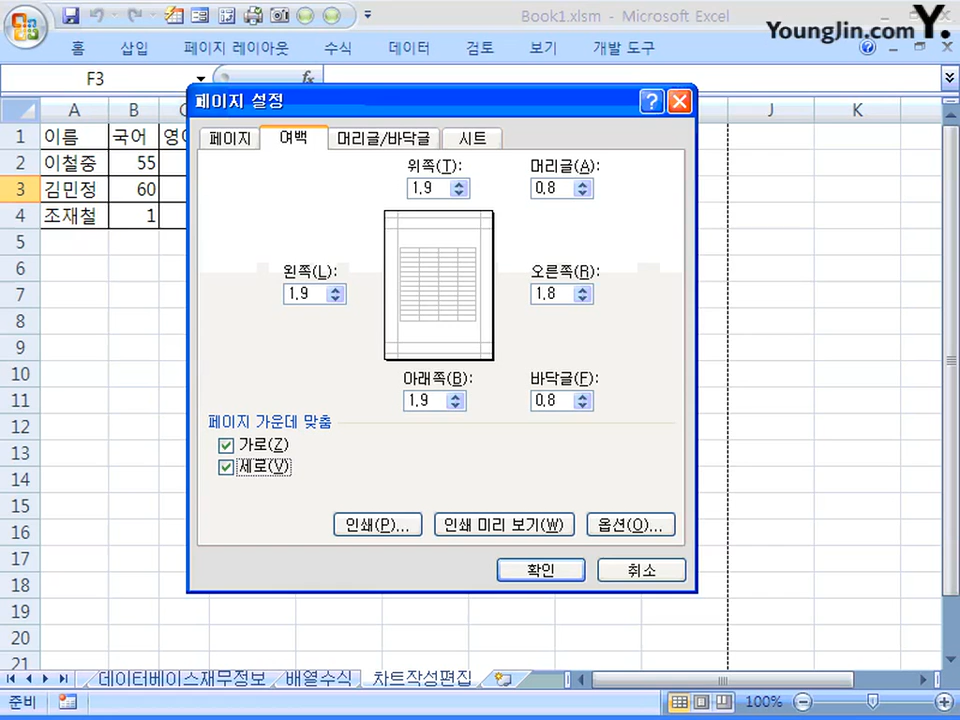 Book1.xlsm - Microsoft Excel
YoungJin.com Y.
홈 삽입 페이지 레이아웃 수식 데이터 검토 보기 개발 도구
F3 fx
페이지 설정
A B J K
페이지 여백 머리글/바닥글 시트
1 이름 국어
2 이철중 55
3 김민정 60
4 조재철 1
5
6
7
8
9
10
11
12
13
14
15
16
17
18
19
20
21
위쪽(T): 머리글(A):
1.9 0.8
왼쪽(L): 오른쪽(R):
1.9 1.8
아래쪽(B): 바닥글(F):
1.9 0.8
페이지 가운데 맞춤
가로(Z)
세로(V)
인쇄(P)... 인쇄 미리 보기(W) 옵션(O)...
확인 취소
데이터베이스재무정보 배열수식 차트작성편집
준비 100%